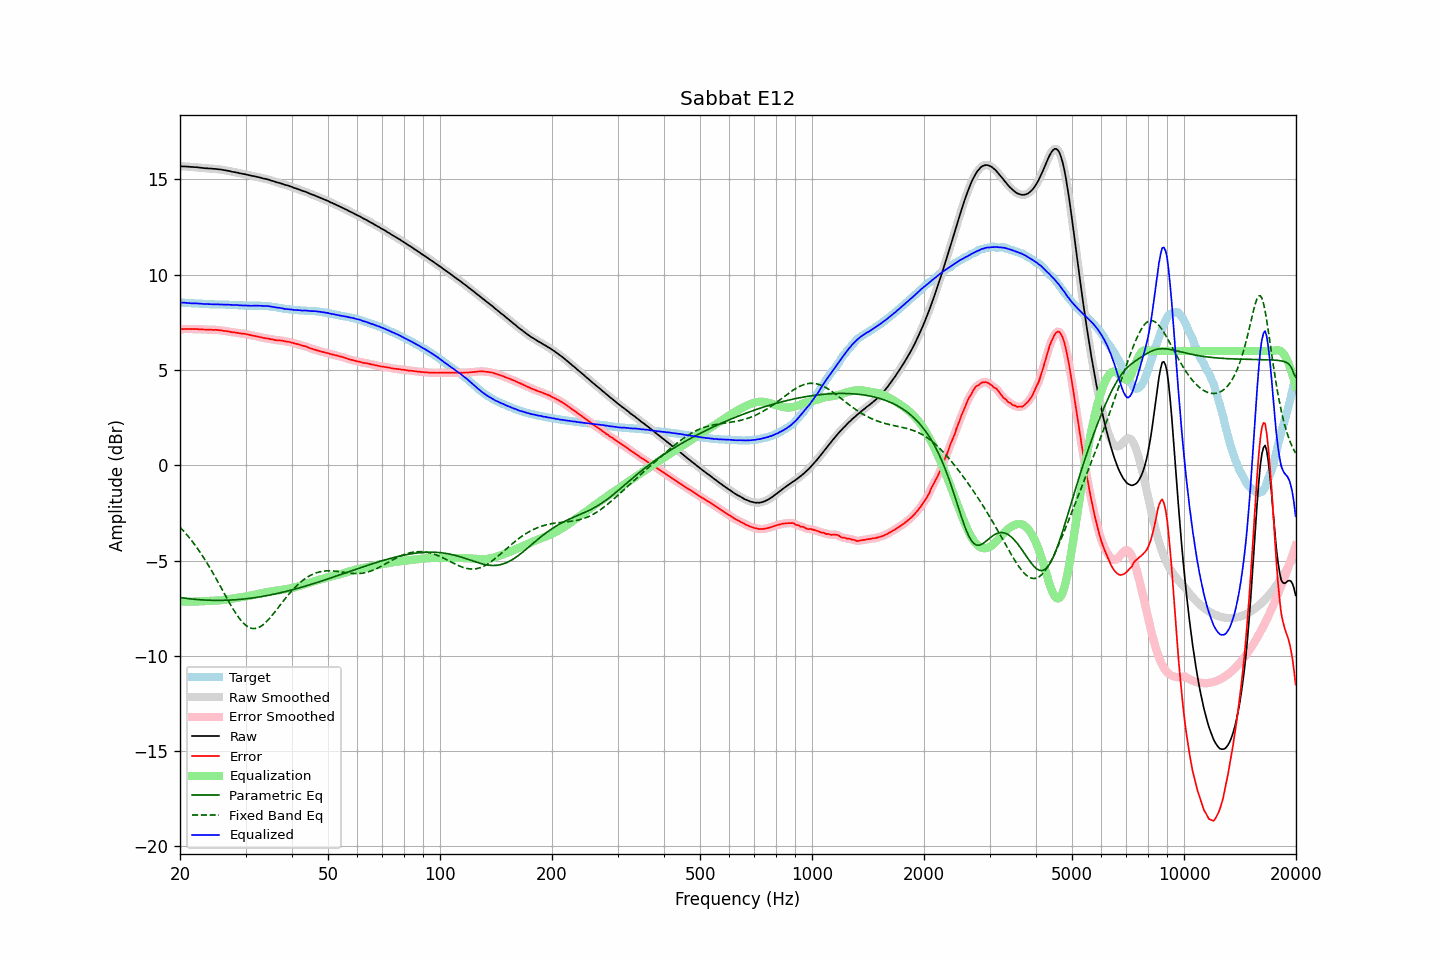 Sabbat E12
Amplitude (dBr)
15
10
5
0
−5
−10
−15
−20
Target
Raw Smoothed
Error Smoothed
Raw
Error
Equalization
Parametric Eq
Fixed Band Eq
Equalized
20 50 100 200 500 1000 2000 5000 10000 20000
Frequency (Hz)